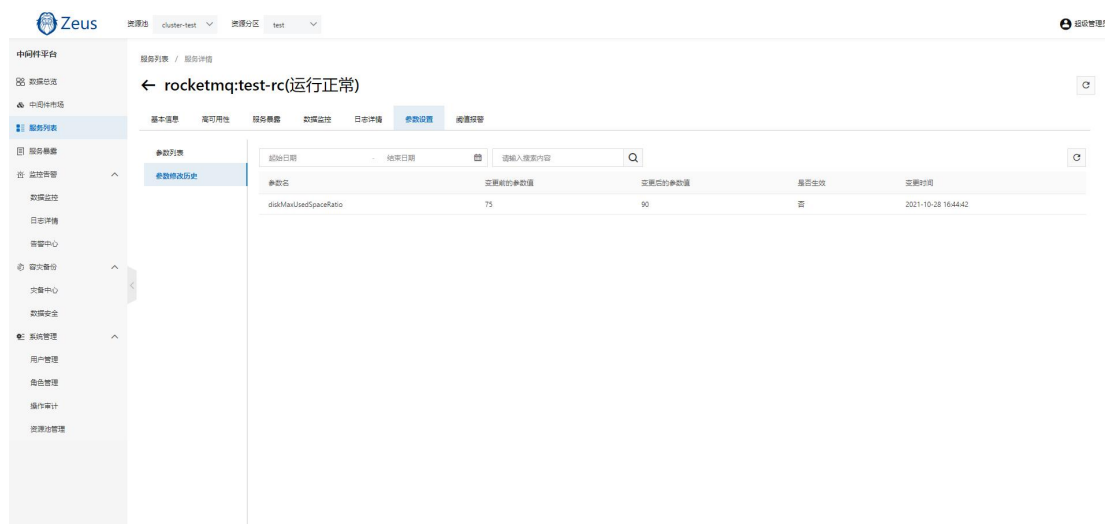 Zeus
资源池 cluster-test 资源分区 test
超级管理员
中间件平台
数据总览
中间件市场
服务列表
服务暴露
监控告警
数据监控
日志详情
告警中心
容灾备份
灾备中心
数据安全
系统管理
用户管理
角色管理
操作审计
资源池管理
服务列表 / 服务详情
← rocketmq:test-rc(运行正常)
基本信息 高可用性 服务暴露 数据监控 日志详情 参数设置 阈值报警
参数列表
参数修改历史
起始日期 - 结束日期 请输入搜索内容
参数名 变更前的参数值 变更后的参数值 是否生效 变更时间
diskMaxUsedSpaceRatio 75 90 否 2021-10-28 16:44:42